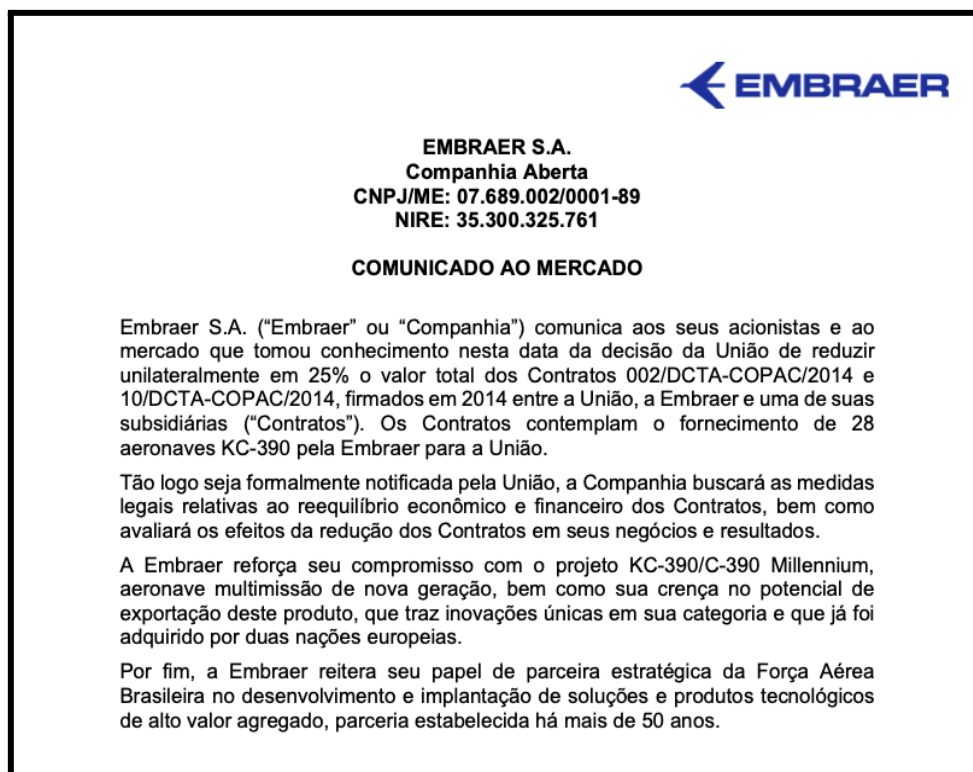 EMBRAER
EMBRAER S.A.
Companhia Aberta
CNPJ/ME: 07.689.002/0001-89
NIRE: 35.300.325.761
COMUNICADO AO MERCADO
Embraer S.A. (“Embraer” ou “Companhia”) comunica aos seus acionistas e ao
mercado que tomou conhecimento nesta data da decisão da União de reduzir
unilateralmente em 25% o valor total dos Contratos 002/DCTA-COPAC/2014 e
10/DCTA-COPAC/2014, firmados em 2014 entre a União, a Embraer e uma de suas
subsidiárias (“Contratos”). Os Contratos contemplam o fornecimento de 28
aeronaves KC-390 pela Embraer para a União.
Tão logo seja formalmente notificada pela União, a Companhia buscará as medidas
legais relativas ao reequilíbrio econômico e financeiro dos Contratos, bem como
avaliará os efeitos da redução dos Contratos em seus negócios e resultados.
A Embraer reforça seu compromisso com o projeto KC-390/C-390 Millennium,
aeronave multimissão de nova geração, bem como sua crença no potencial de
exportação deste produto, que traz inovações únicas em sua categoria e que já foi
adquirido por duas nações europeias.
Por fim, a Embraer reitera seu papel de parceira estratégica da Força Aérea
Brasileira no desenvolvimento e implantação de soluções e produtos tecnológicos
de alto valor agregado, parceria estabelecida há mais de 50 anos.